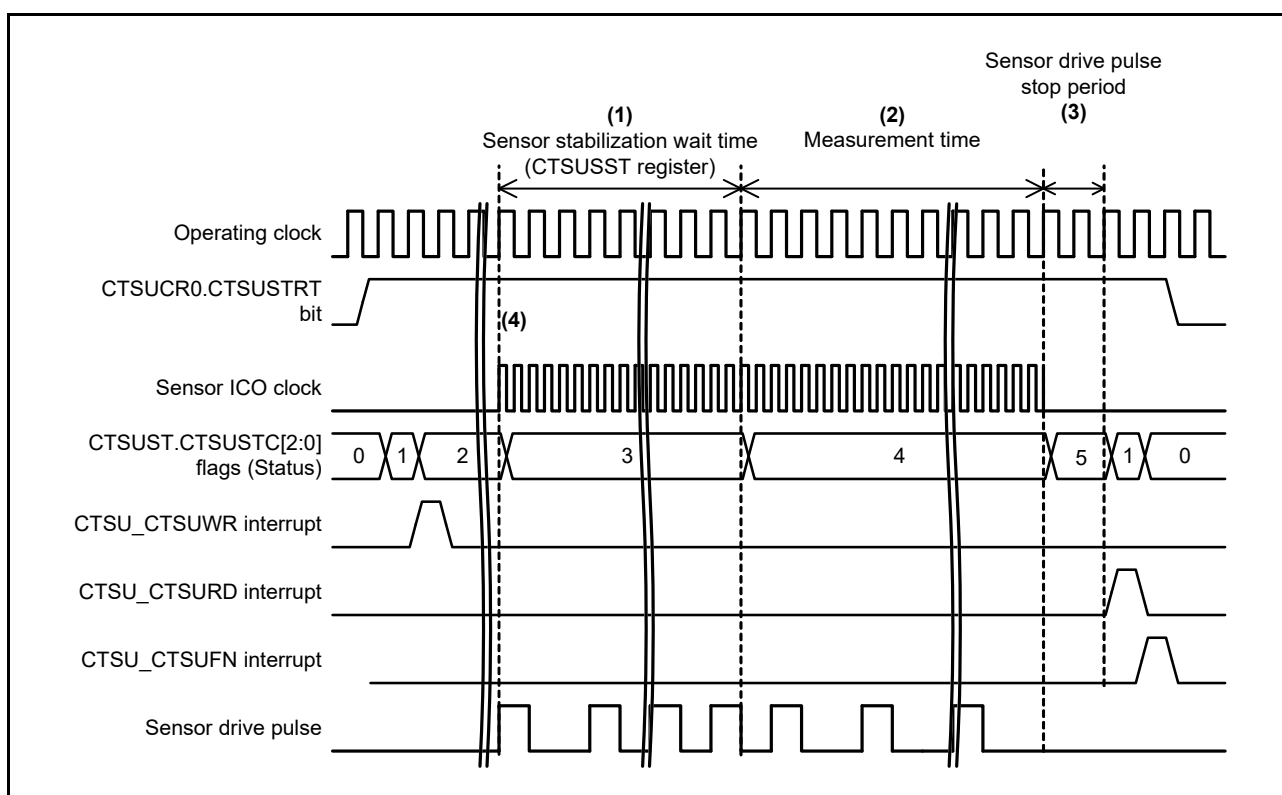 Sensor drive pulse
stop period
(3)
(1)
Sensor stabilization wait time
(CTSUSST register)
(2)
Measurement time
Operating clock
CTSUCR0.CTSUSTRT
bit
(4)
Sensor ICO clock
CTSUST.CTSUSTC[2:0]
flags (Status)
0 1 2 3 4 5 1 0
CTSU_CTSUWR interrupt
CTSU_CTSURD interrupt
CTSU_CTSUFN interrupt
Sensor drive pulse